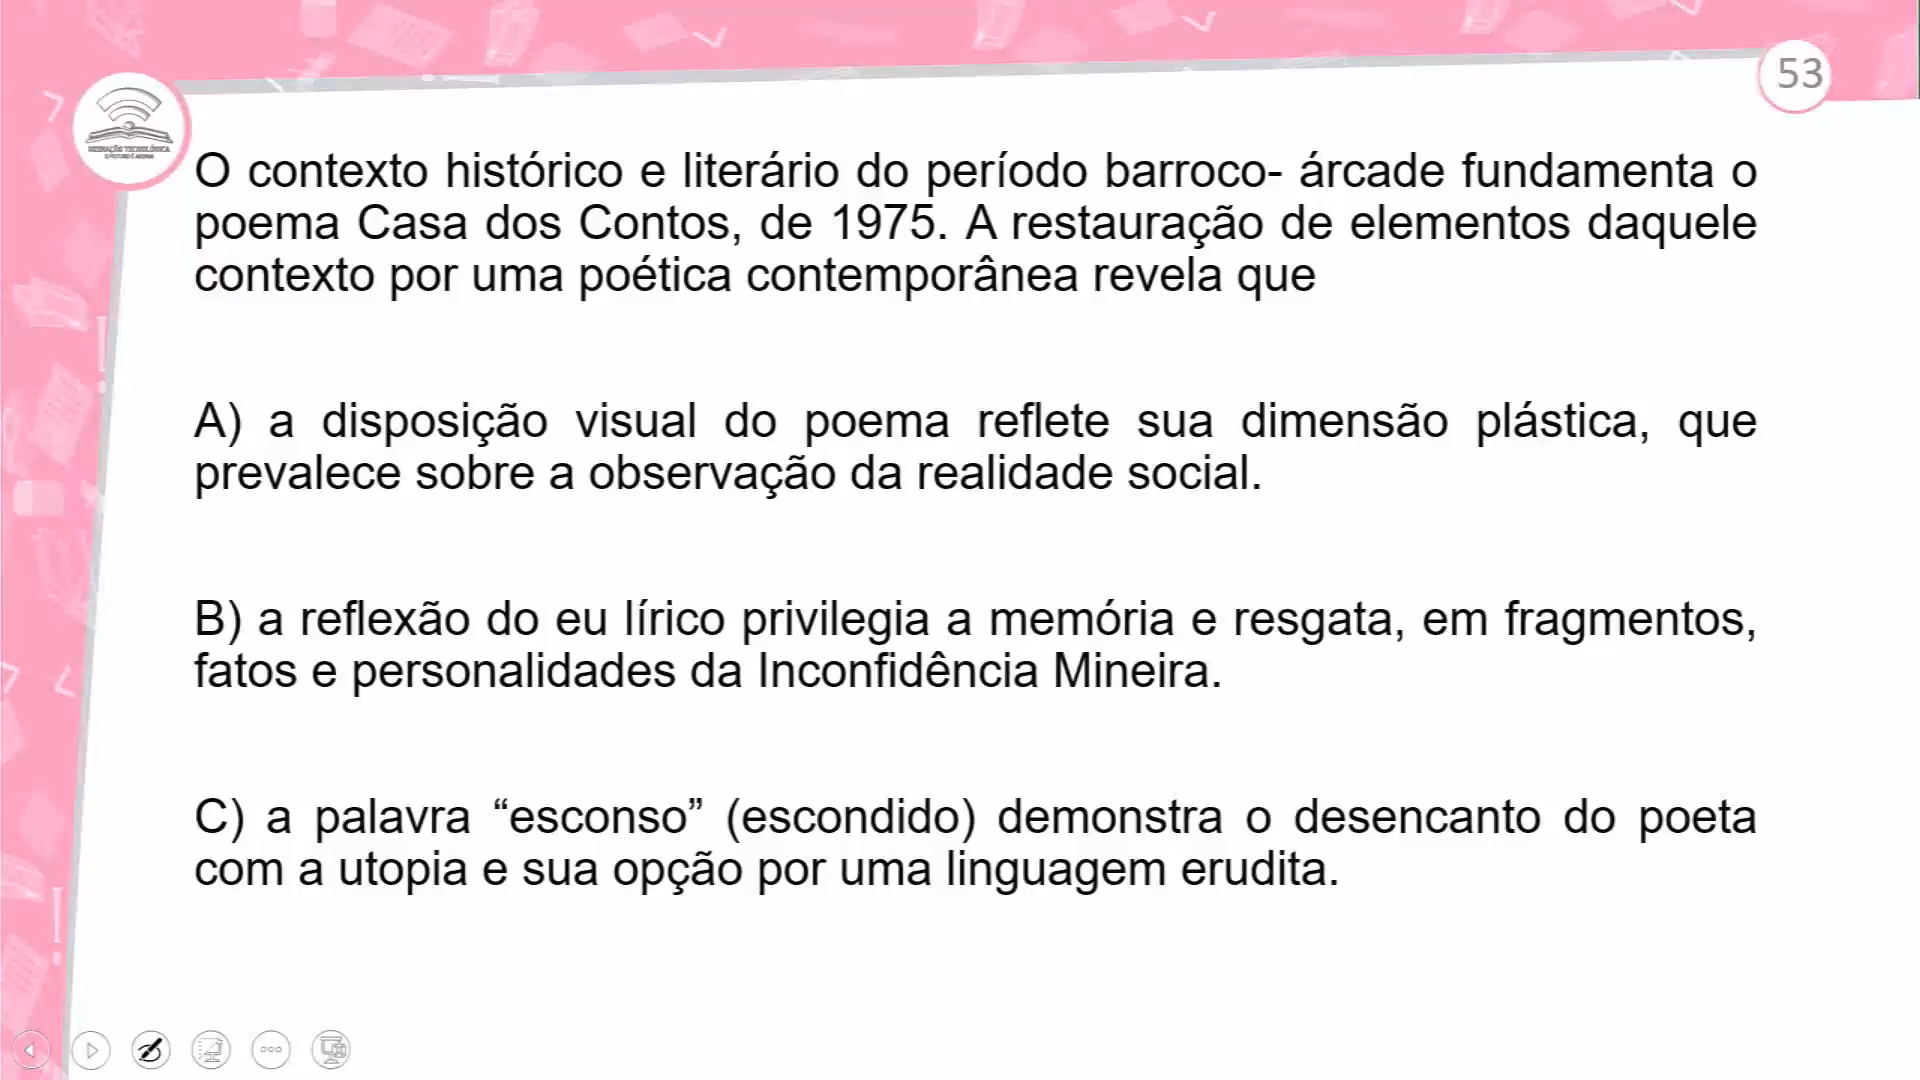 53
MEDIAÇÃO TECNOLÓGICA
O contexto histórico e literário do período barroco- árcade fundamenta o
poema Casa dos Contos, de 1975. A restauração de elementos daquele
contexto por uma poética contemporânea revela que
A) a disposição visual do poema reflete sua dimensão plástica, que
prevalece sobre a observação da realidade social.
B) a reflexão do eu lírico privilegia a memória e resgata, em fragmentos,
fatos e personalidades da Inconfidência Mineira.
C) a palavra “esconso” (escondido) demonstra o desencanto do poeta
com a utopia e sua opção por uma linguagem erudita.